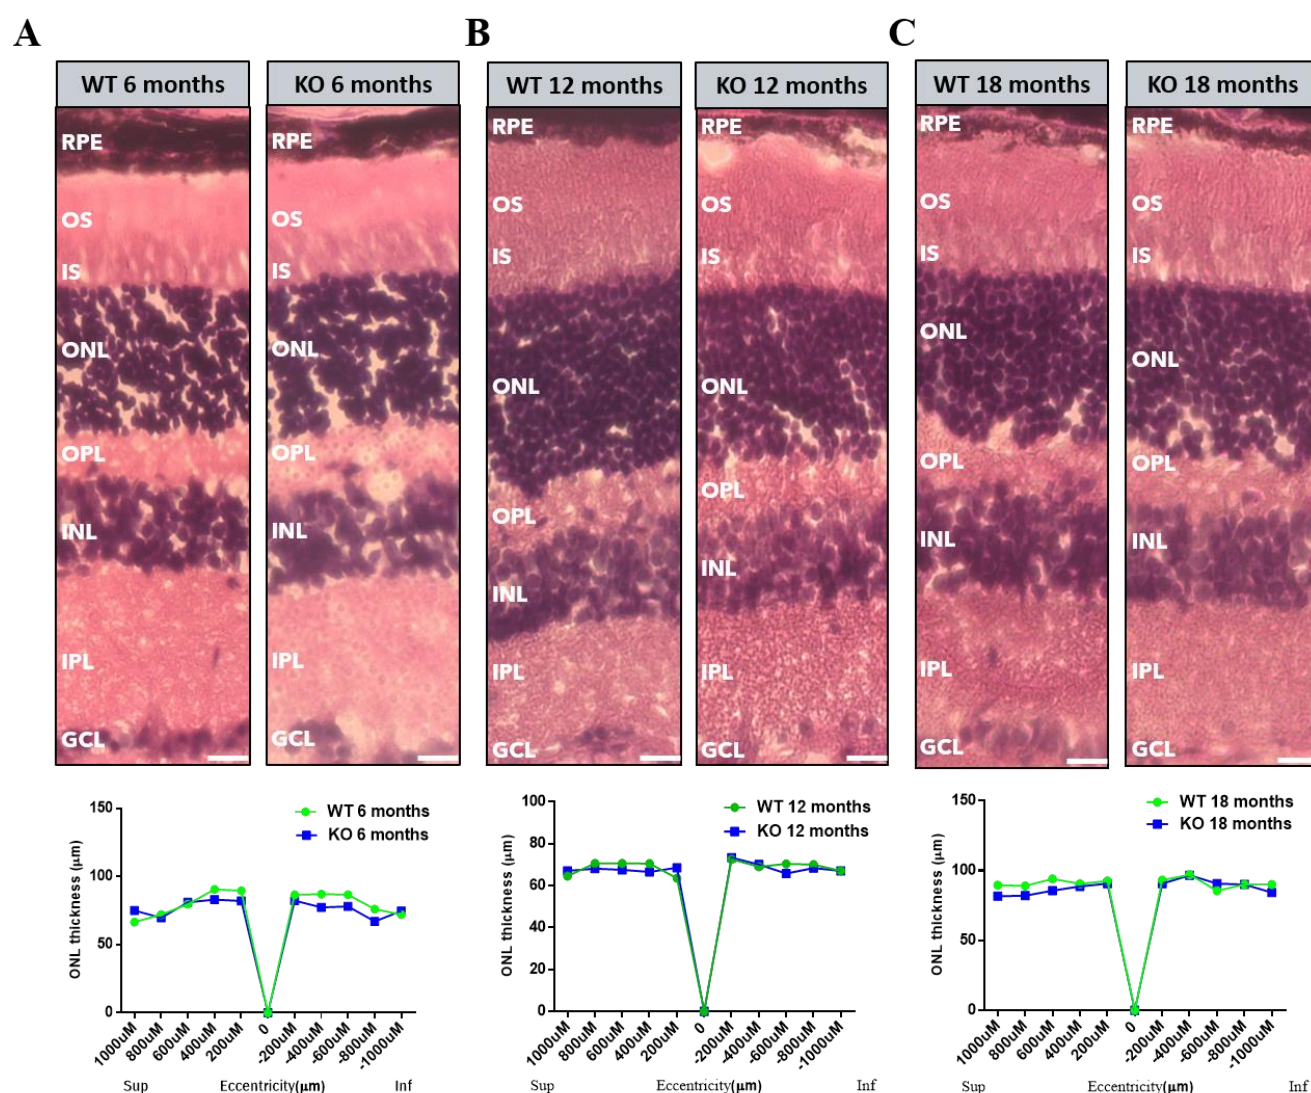 A
B
C
WT 6 months
KO 6 months
WT 12 months
KO 12 months
WT 18 months
KO 18 months
RPE
OS
IS
ONL
OPL
INL
IPL
GCL
RPE
OS
IS
ONL
OPL
INL
IPL
GCL
RPE
OS
IS
ONL
OPL
INL
IPL
GCL
RPE
OS
IS
ONL
OPL
INL
IPL
GCL
RPE
OS
IS
ONL
OPL
INL
IPL
GCL
RPE
OS
IS
ONL
OPL
INL
IPL
GCL
WT 6 months
KO 6 months
ONL thickness (μm)
150
100
50
0
1000uM
800uM
600uM
400uM
200uM
0
-200uM
-400uM
-600uM
-800uM
-1000uM
Sup
Eccentricity(μm)
Inf
WT 12 months
KO 12 months
ONL thickness (μm)
100
80
60
40
20
0
1000uM
800uM
600uM
400uM
200uM
0
-200uM
-400uM
-600uM
-800uM
-1000uM
Sup
Eccentricity(μm)
Inf
WT 18 months
KO 18 months
ONL thickness (μm)
150
100
50
0
1000uM
800uM
600uM
400uM
200uM
0
-200uM
-400uM
-600uM
-800uM
-1000uM
Sup
Eccentricity(μm)
Inf